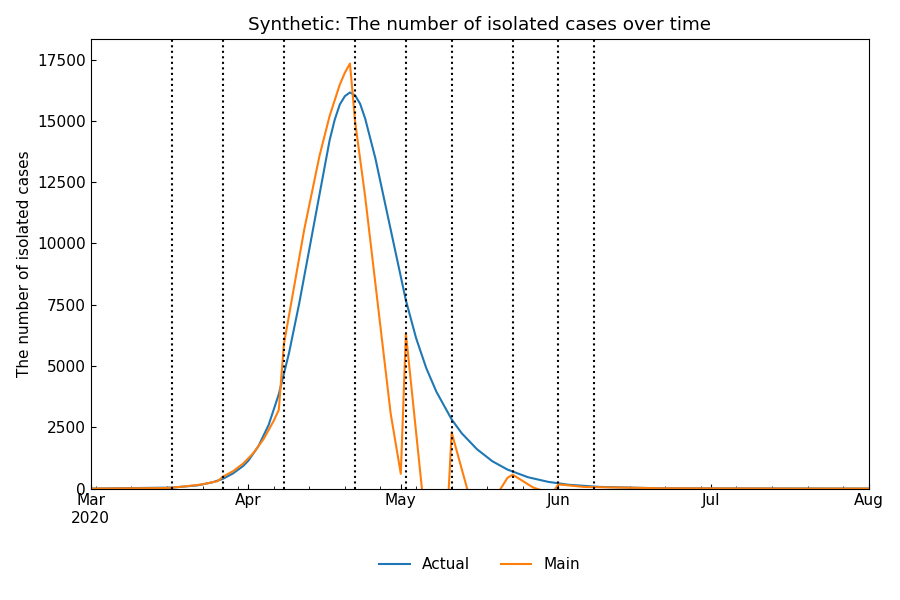 Synthetic: The number of isolated cases over time
The number of isolated cases
17500
15000
12500
10000
7500
5000
2500
0
Mar Apr May Jun Jul Aug
2020
Actual Main